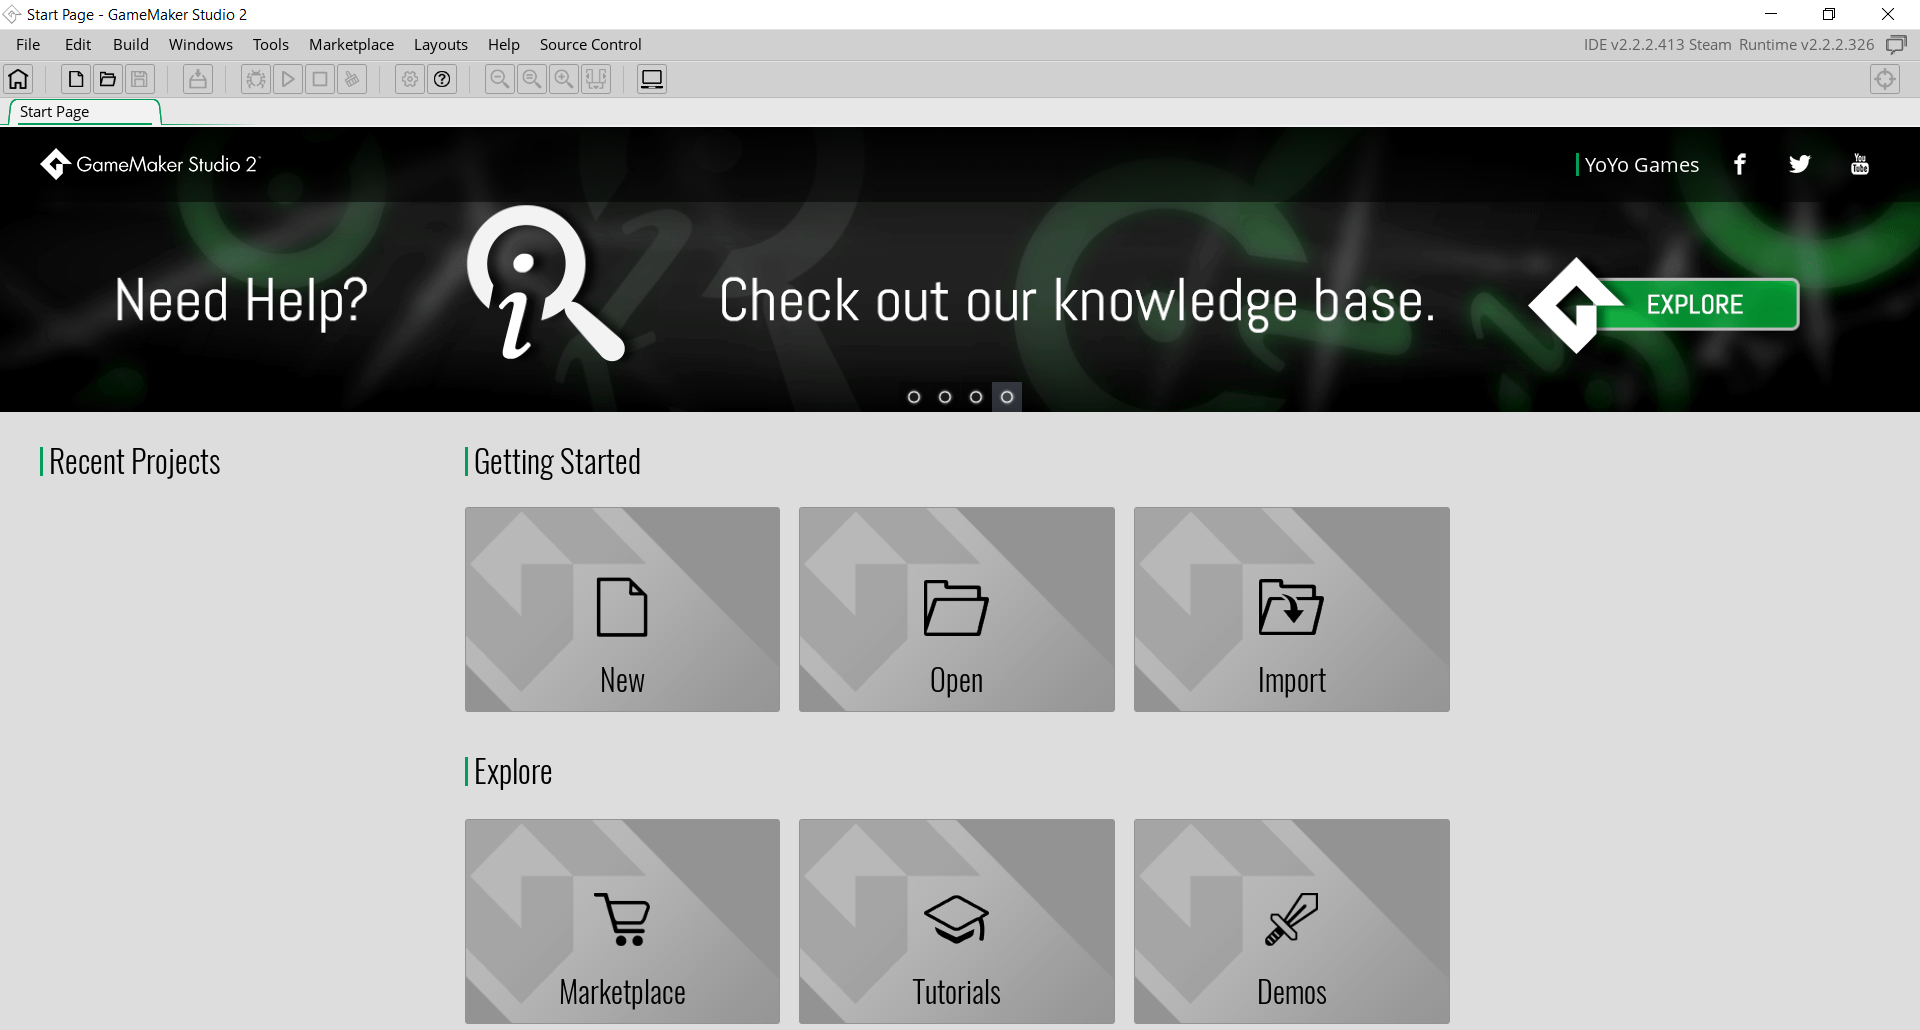 Start Page - GameMaker Studio 2
File Edit Build Windows Tools Marketplace Layouts Help Source Control
IDE v2.2.2.413 Steam Runtime v2.2.2.326
Start Page
GameMaker Studio 2
YoYo Games
You Tube
Need Help?
Check out our knowledge base.
EXPLORE
Recent Projects
Getting Started
New
Open
Import
Explore
Marketplace
Tutorials
Demos